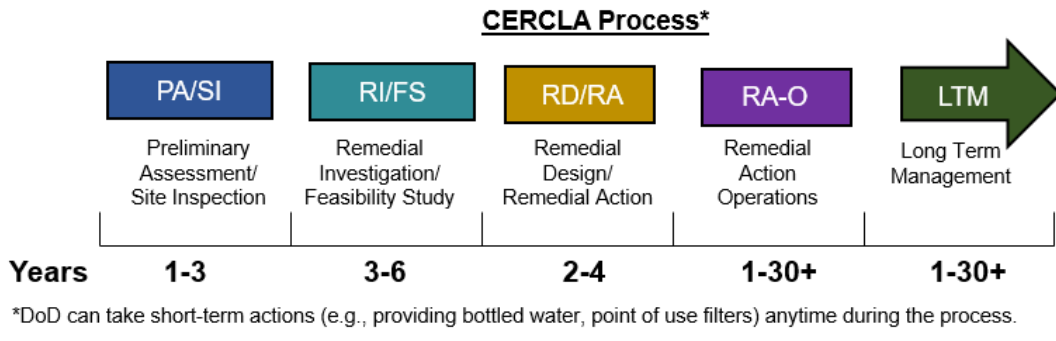 CERCLA Process*
PA/SI
RI/FS
RD/RA
RA-O
LTM
Preliminary
Assessment/
Site Inspection
Remedial
Investigation/
Feasibility Study
Remedial
Design/
Remedial Action
Remedial
Action
Operations
Long Term
Management
Years 1-3 3-6 2-4 1-30+ 1-30+
*DoD can take short-term actions (e.g., providing bottled water, point of use filters) anytime during the process.